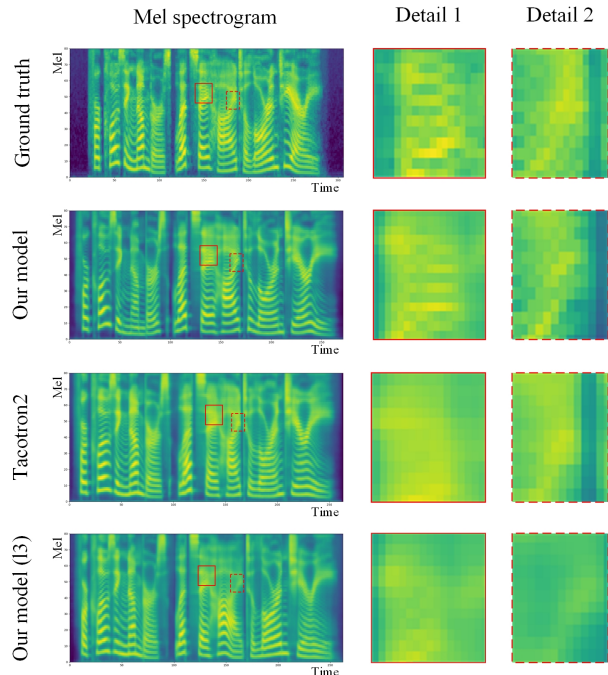 Mel spectrogram Detail 1 Detail 2
Ground truth
Mel
Time
Our model
Mel
Time
Tacotron2
Mel
Time
Our model (l3)
Mel
Time